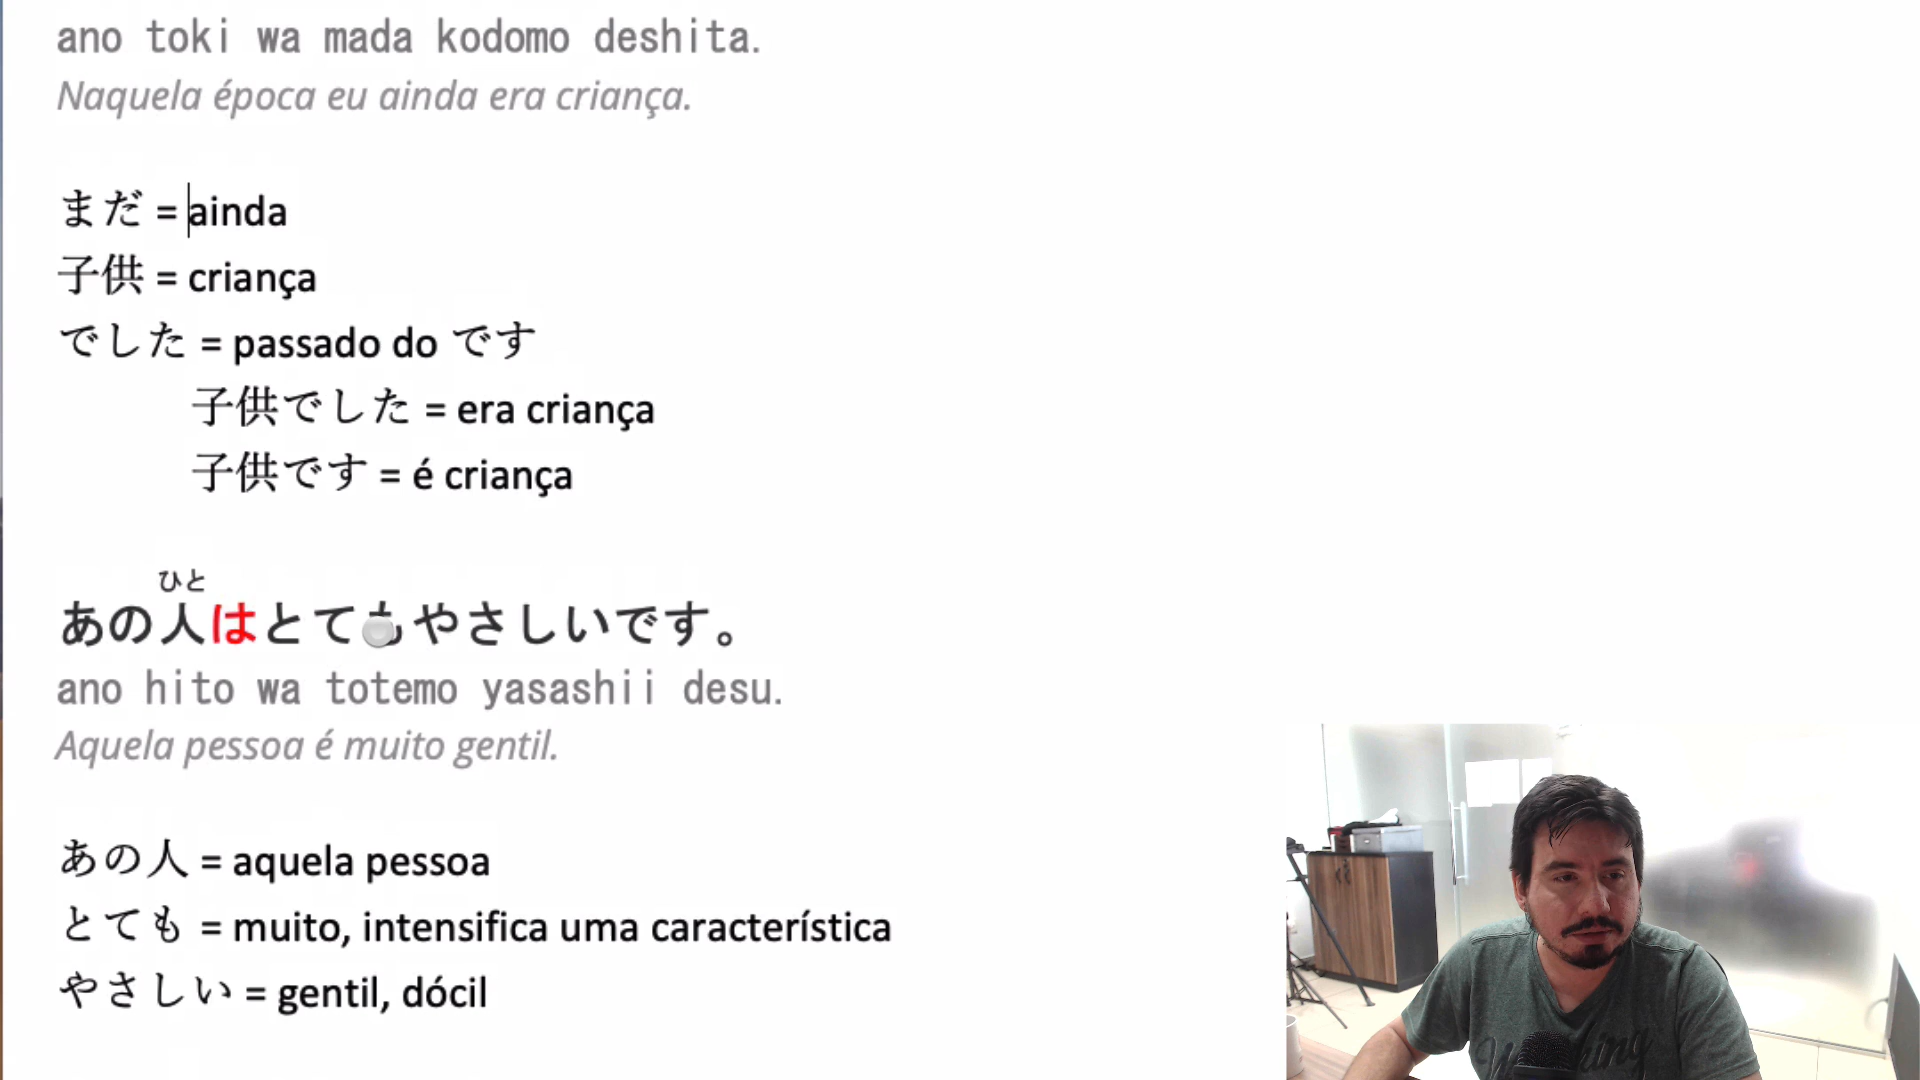 ano toki wa mada kodomo deshita.
Naquela época eu ainda era criança.
まだ = ainda
子供 = criança
でした = passado do です
子供でした = era criança
子供です = é criança
ひと
あの人はとてもやさしいです。
ano hito wa totemo yasashii desu.
Aquela pessoa é muito gentil.
あの人 = aquela pessoa
とても = muito, intensifica uma característica
やさしい = gentil, dócil